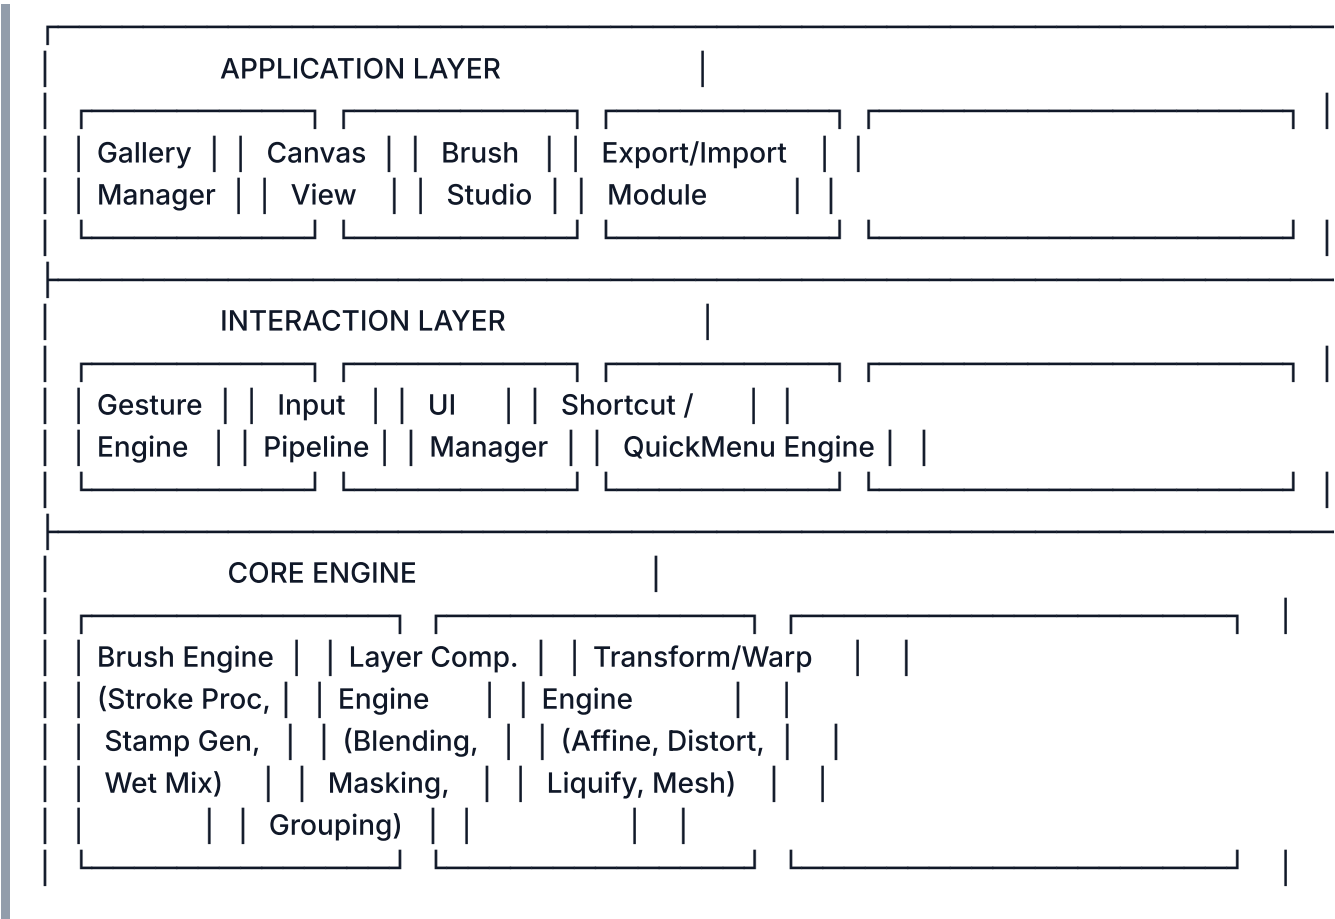 APPLICATION LAYER
Gallery Canvas Brush Export/Import
Manager View Studio Module
INTERACTION LAYER
Gesture Input UI Shortcut /
Engine Pipeline Manager QuickMenu Engine
CORE ENGINE
Brush Engine Layer Comp. Transform/Warp
(Stroke Proc, Engine Engine
Stamp Gen, (Blending, (Affine, Distort,
Wet Mix) Masking, Liquify, Mesh)
Grouping)